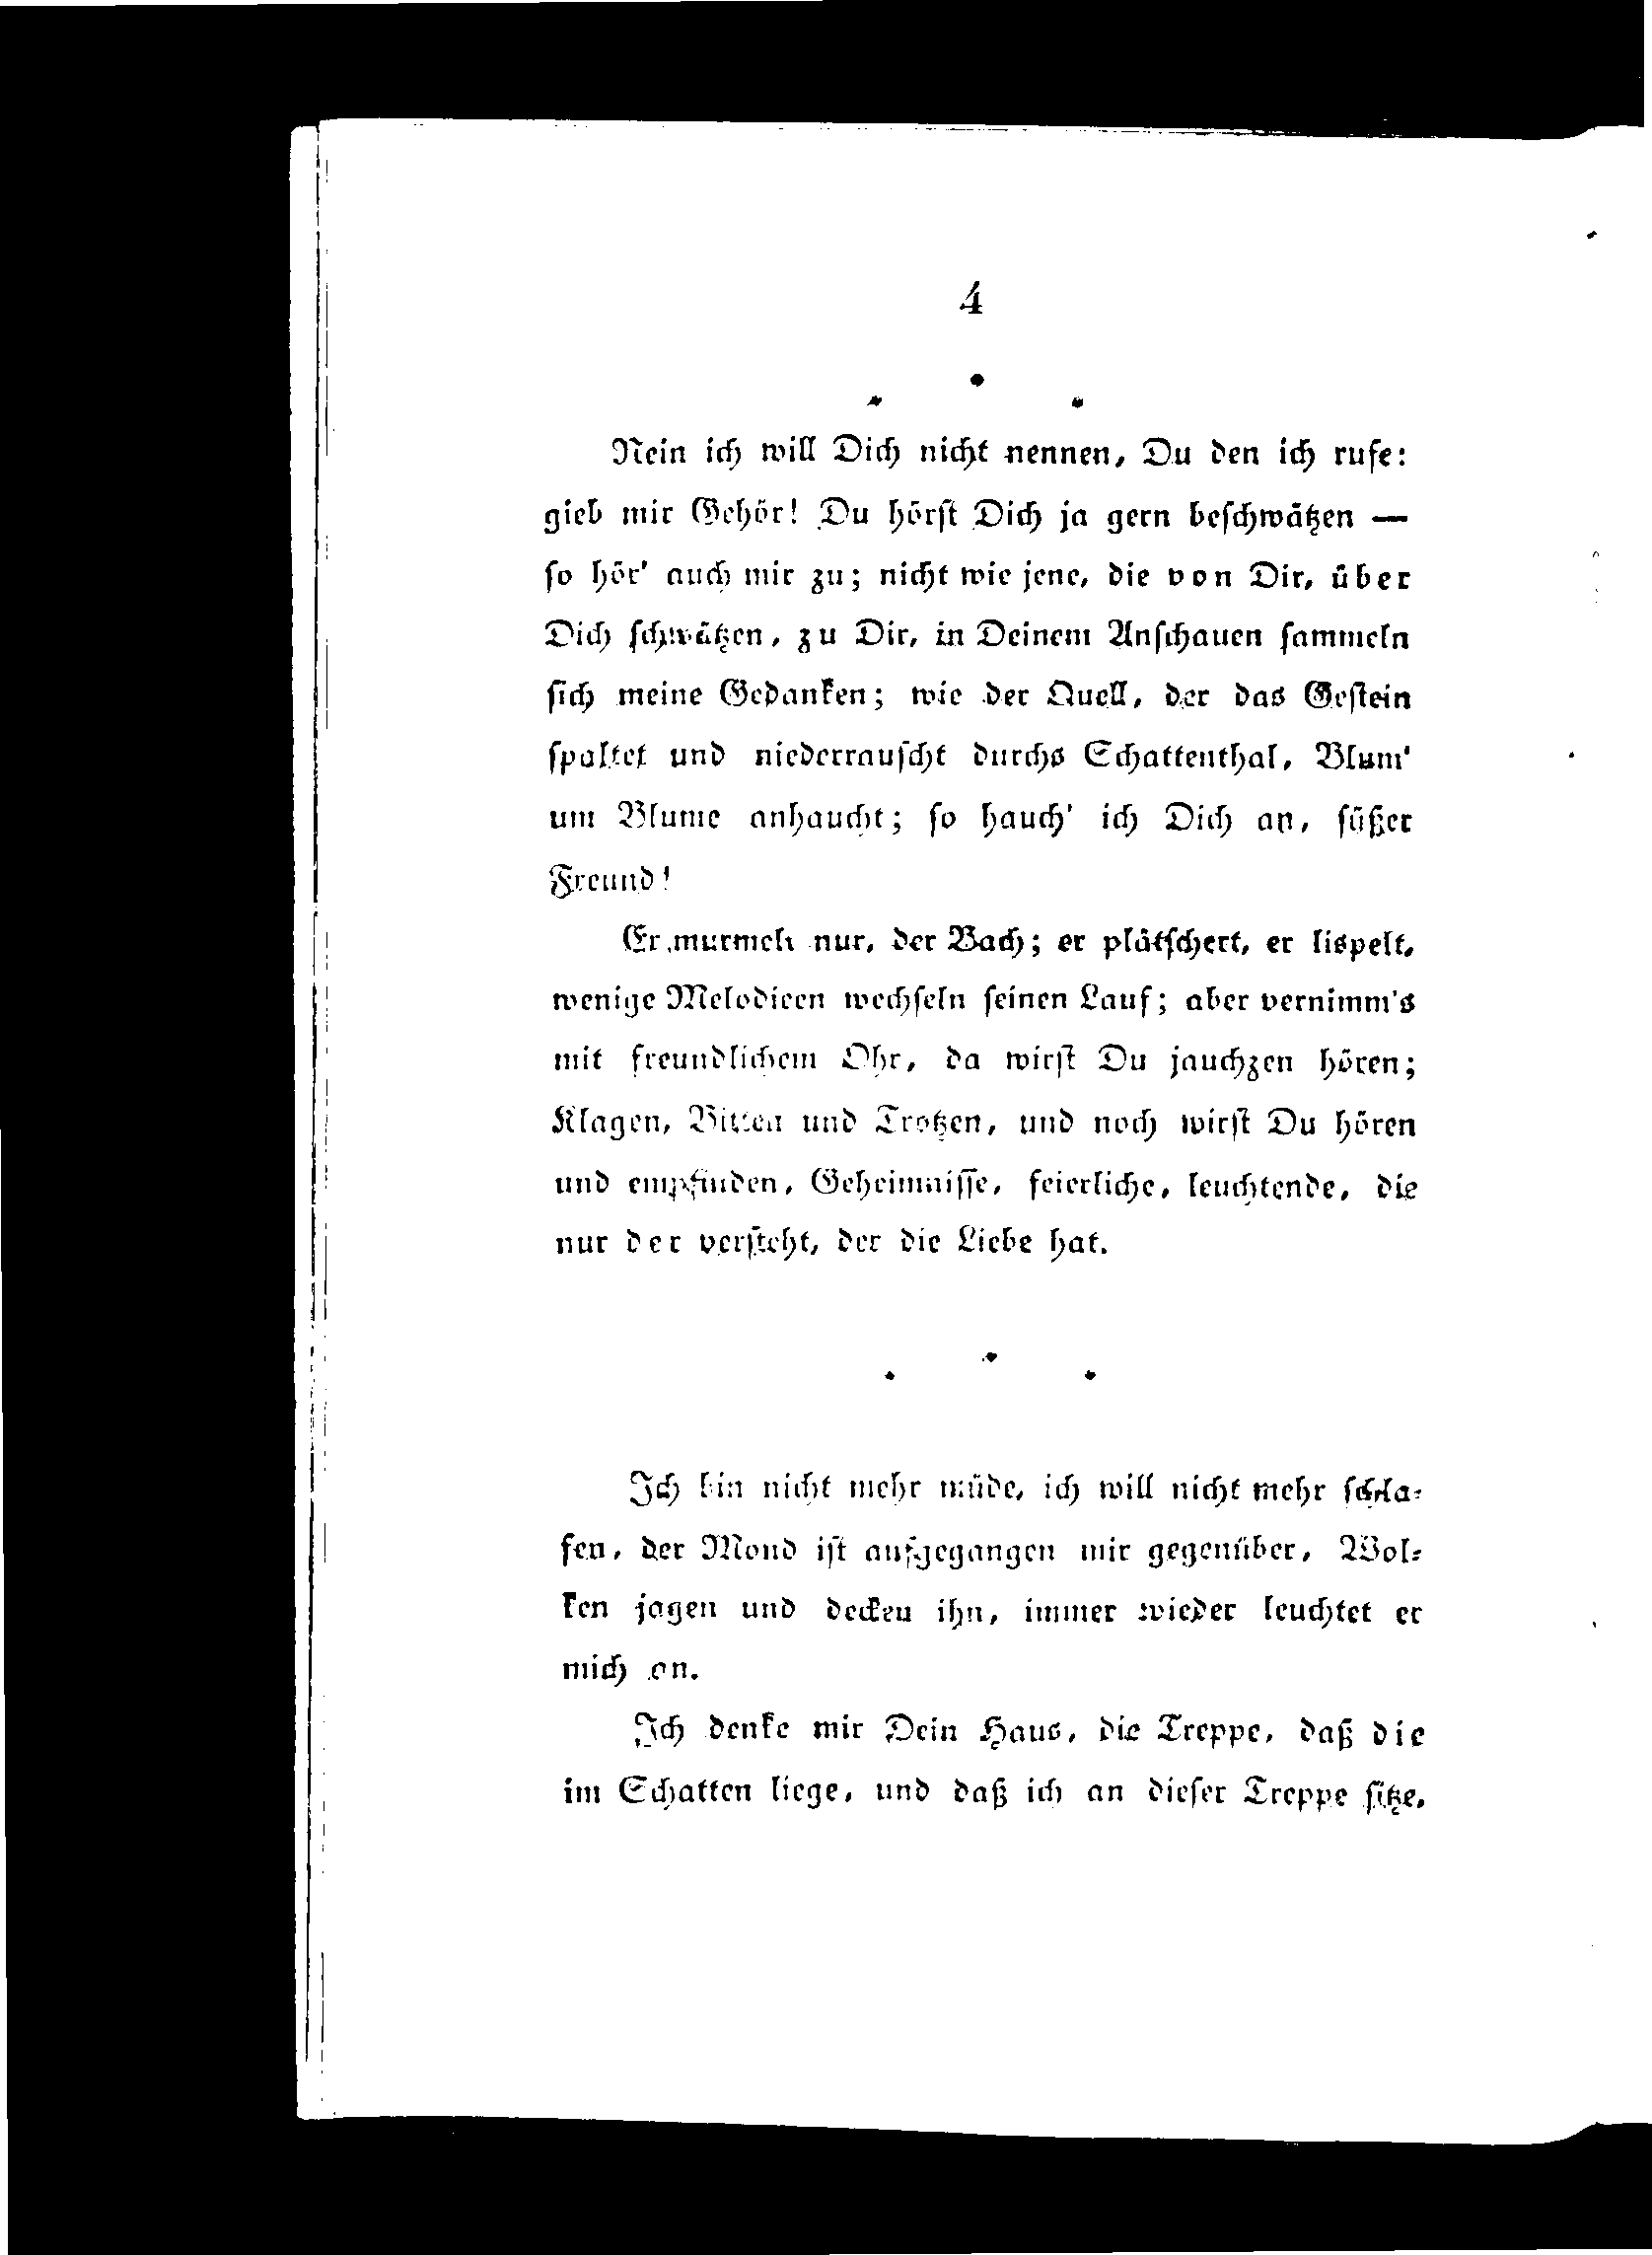 4
* * *
Nein ich will Dich nicht nennen, Du den ich rufe:
gieb mir Gehör! Du hörst Dich ja gern beschwätzen —
so hör' auch mir zu; nicht wie jene, die von Dir, über
Dich schwätzen, zu Dir, in Deinem Anschauen sammeln
sich meine Gedanken; wie der Quell, der das Gestein
spaltet und niederrauscht durchs Schattenthal, Blum'
um Blume anhaucht; so hauch' ich Dich an, süßer
Freund!
Er murmelt nur, der Bach; er plätschert, er lispelt,
wenige Melodieen wechseln seinen Lauf; aber vernimm's
mit freundlichem Ohr, da wirst Du jauchzen hören;
Klagen, Bitten und Trotzen, und noch wirst Du hören
und empfinden, Geheimnisse, feierliche, leuchtende, die
nur der versteht, der die Liebe hat.
* * *
Ich bin nicht mehr müde, ich will nicht mehr schla-
fen, der Mond ist aufgegangen mir gegenüber, Wol-
ken jagen und decken ihn, immer wieder leuchtet er
mich an.
Ich denke mir Dein Haus, die Treppe, daß die
im Schatten liege, und daß ich an dieser Treppe sitze,